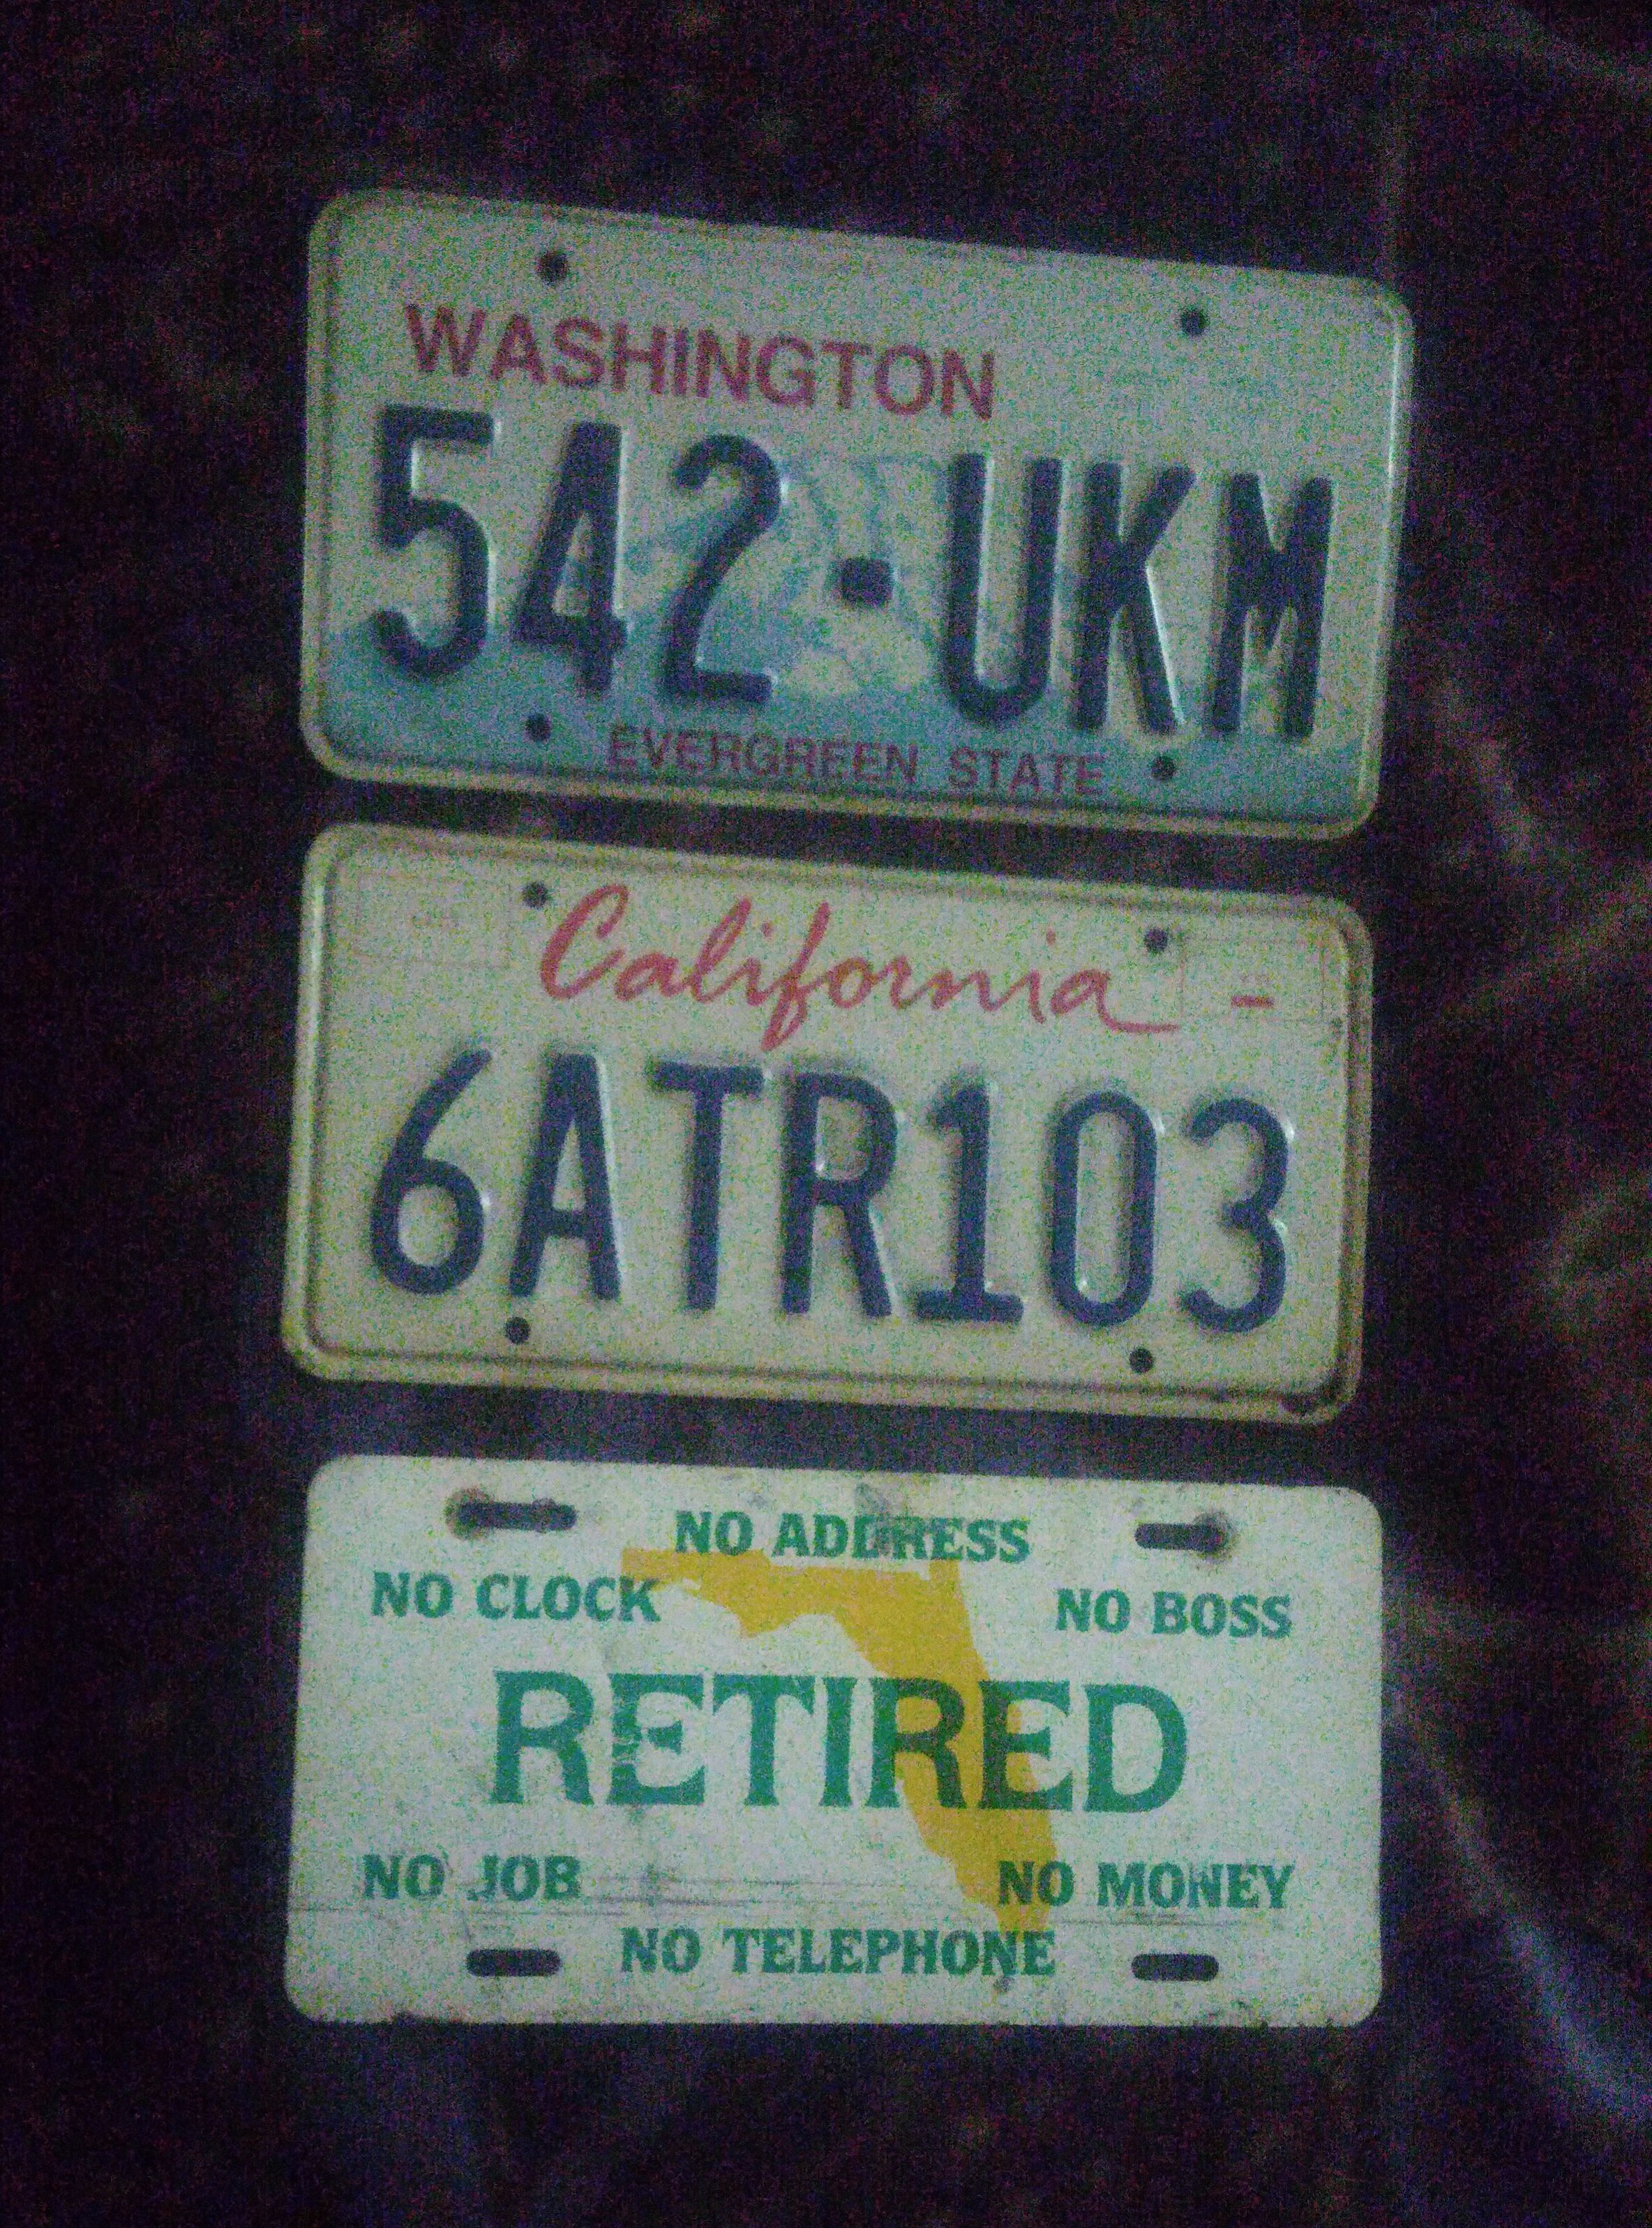 WASHINGTON
542·UKM
EVERGREEN STATE
California
6ATR103
NO ADDRESS
NO CLOCK NO BOSS
RETIRED
NO JOB NO MONEY
NO TELEPHONE